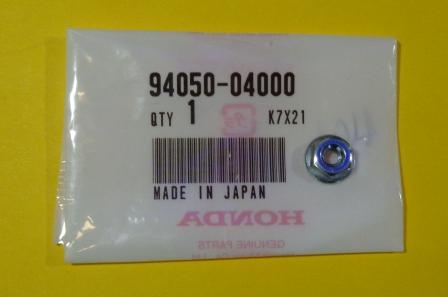 94050-04000
QTY 1 K7X21
MADE IN JAPAN
HONDA
GENUINE PARTS